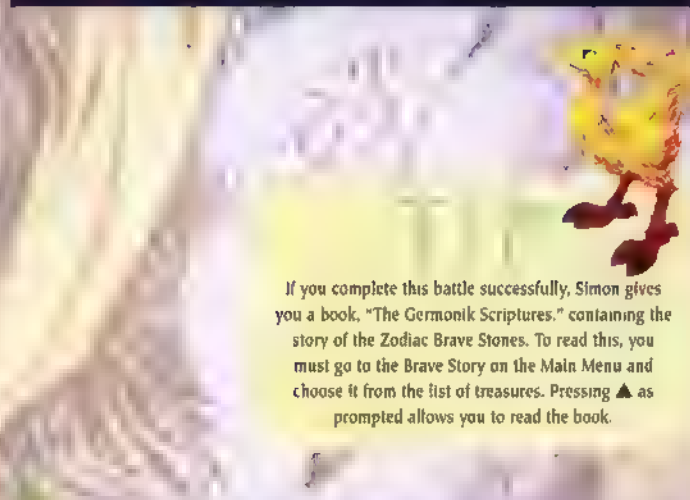 If you complete this battle successfully, Simon gives
you a book, "The Germonik Scriptures," containing the
story of the Zodiac Brave Stones. To read this, you
must go to the Brave Story on the Main Menu and
choose it from the list of treasures. Pressing ▲ as
prompted allows you to read the book.